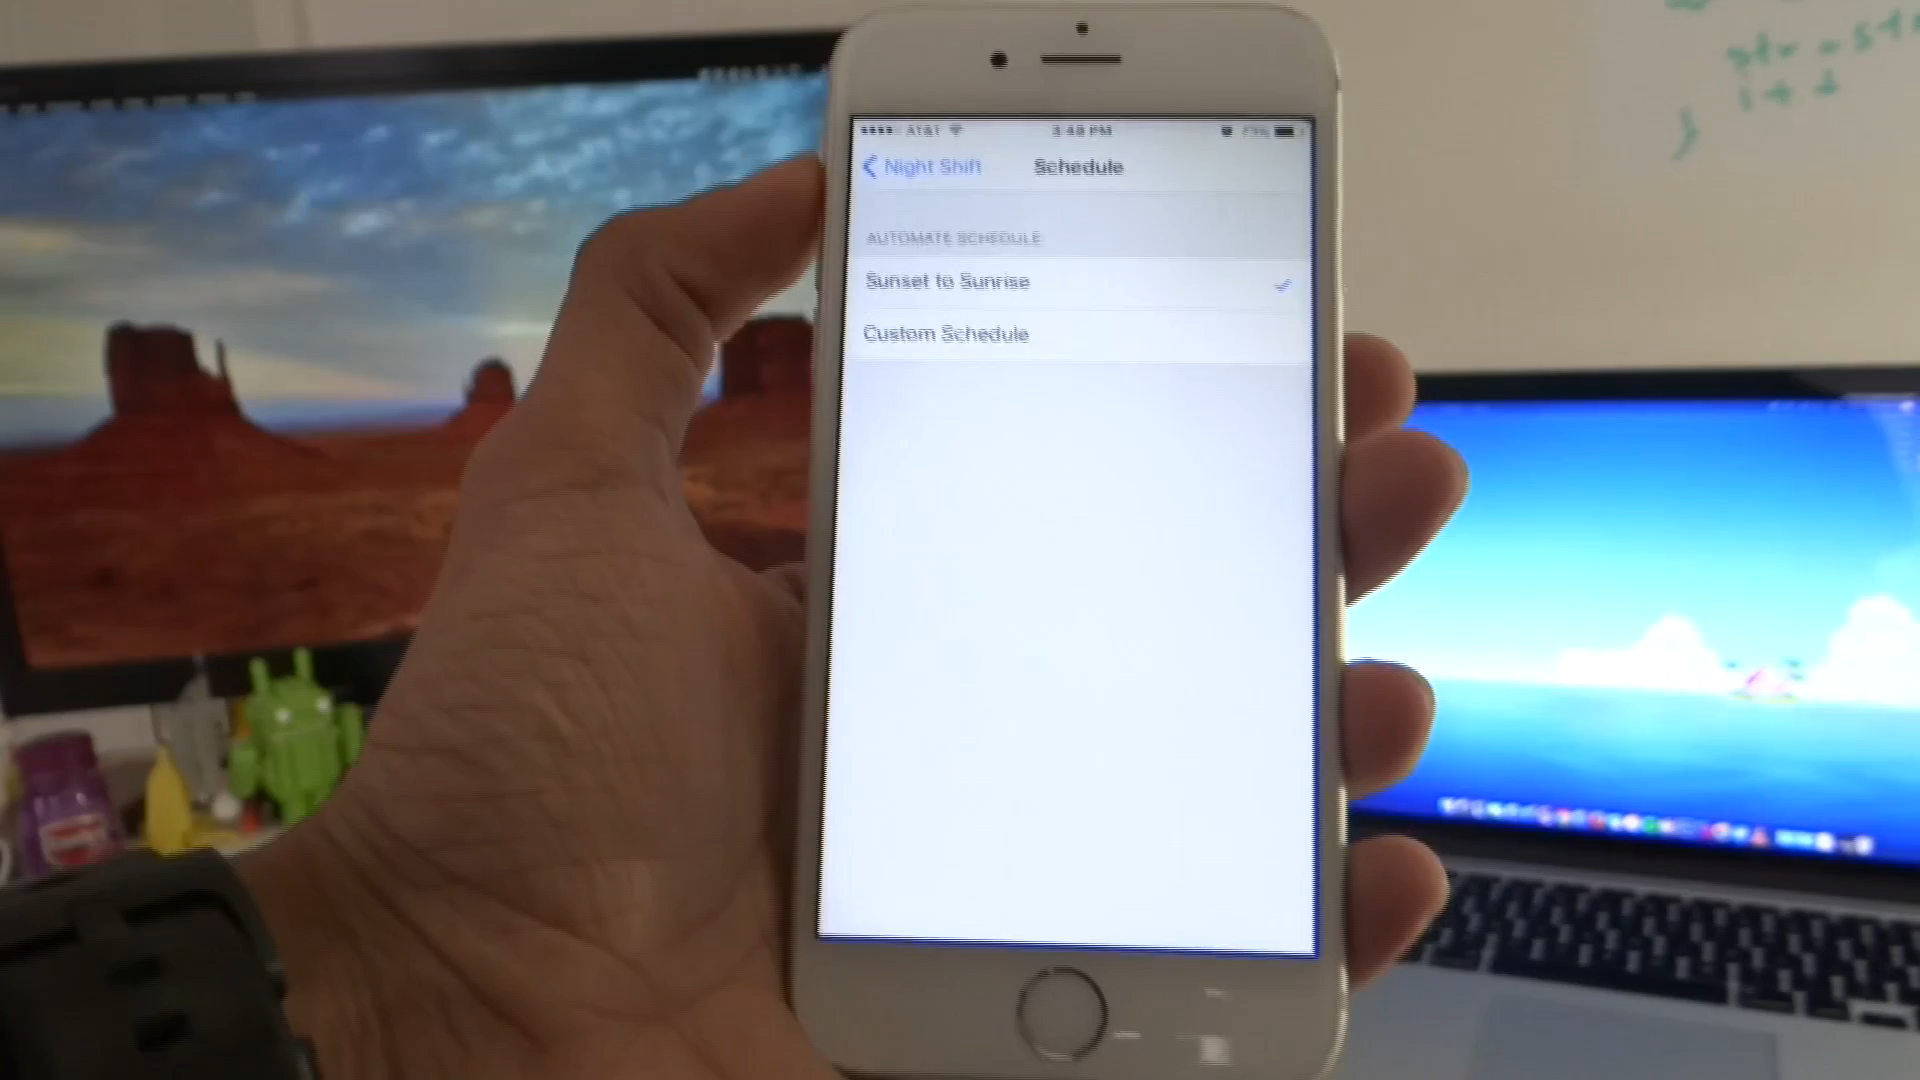 AT&T 3:48 PM
Night Shift Schedule
AUTOMATE SCHEDULE
Sunset to Sunrise
Custom Schedule